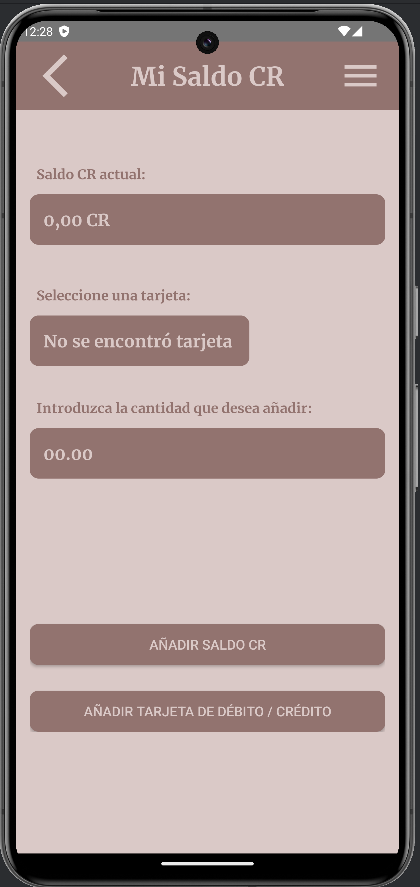 12:28
Mi Saldo CR
Saldo CR actual:
0,00 CR
Seleccione una tarjeta:
No se encontró tarjeta
Introduzca la cantidad que desea añadir:
00.00
AÑADIR SALDO CR
AÑADIR TARJETA DE DÉBITO / CRÉDITO